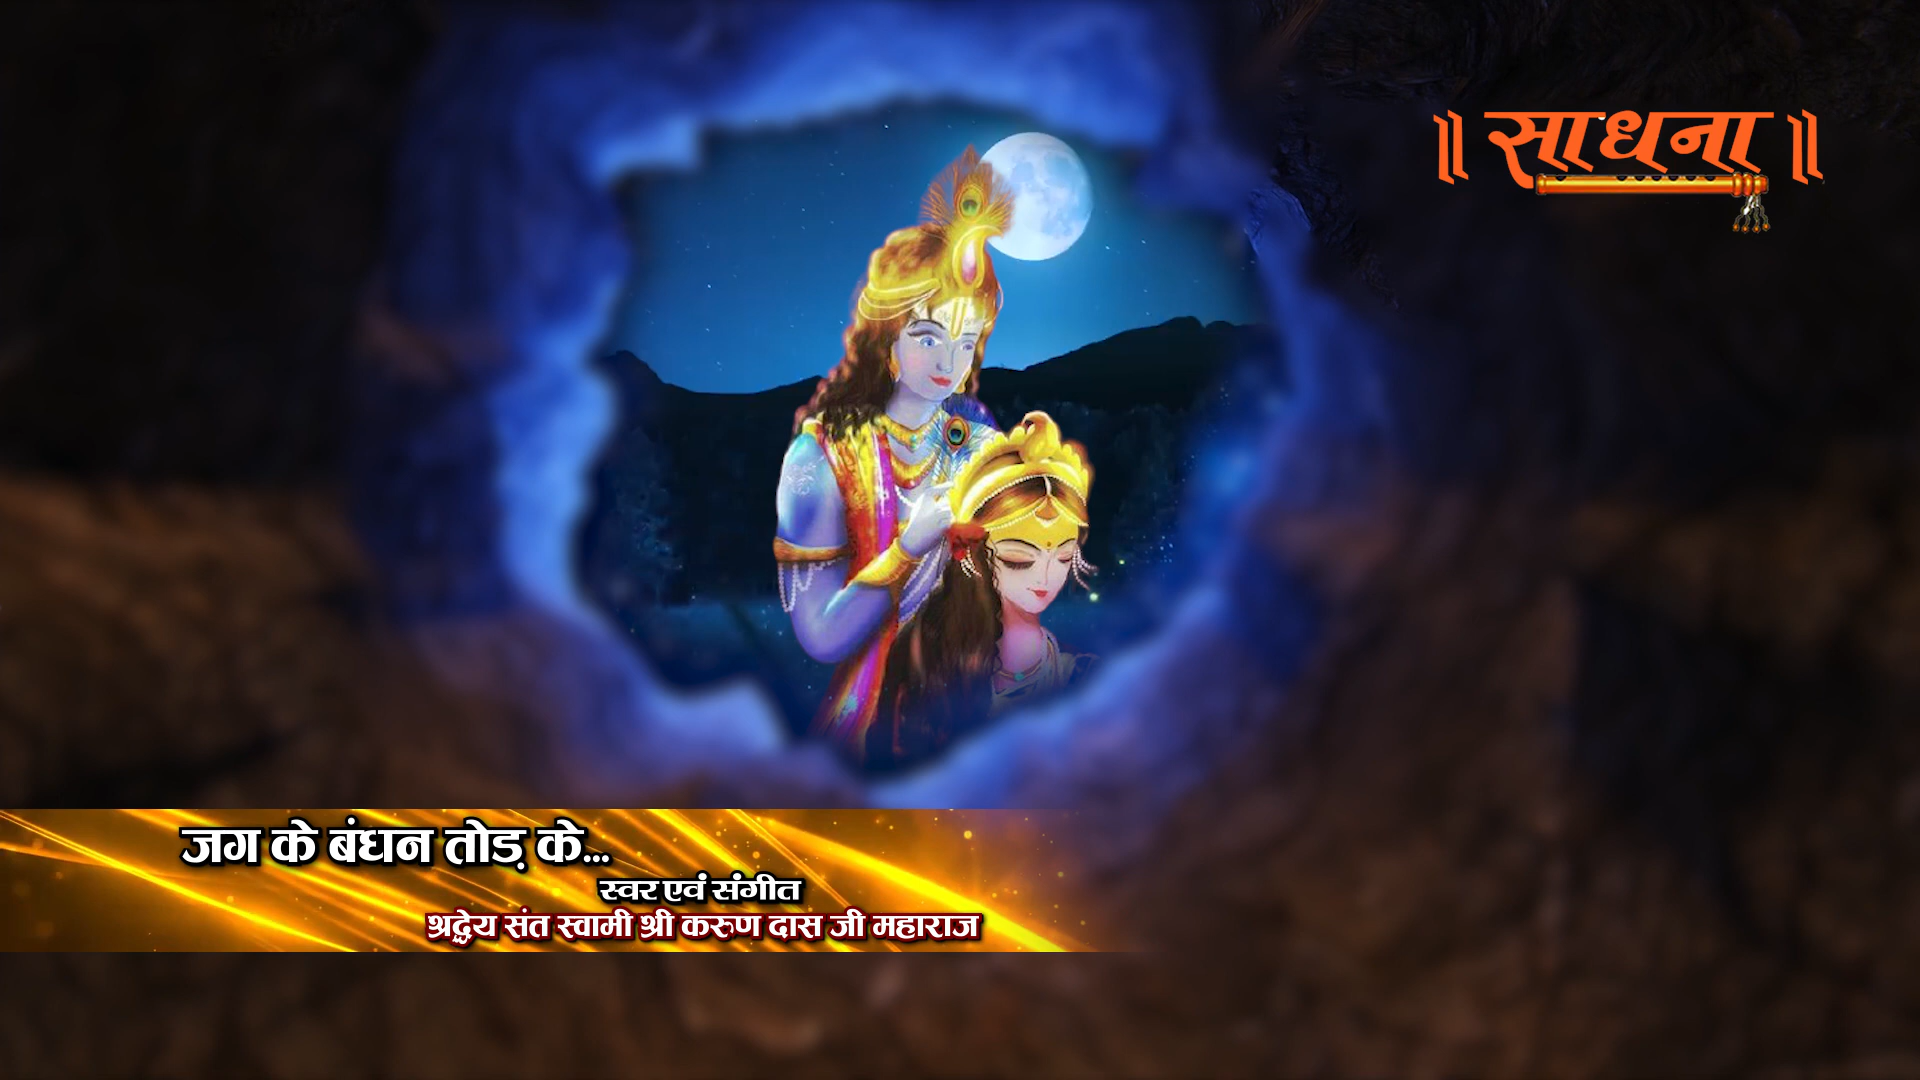 ॥ साधना ॥
जग के बंधन तोड़ के...
स्वर एवं संगीत
श्रद्धेय संत स्वामी श्री करुण दास जी महाराज